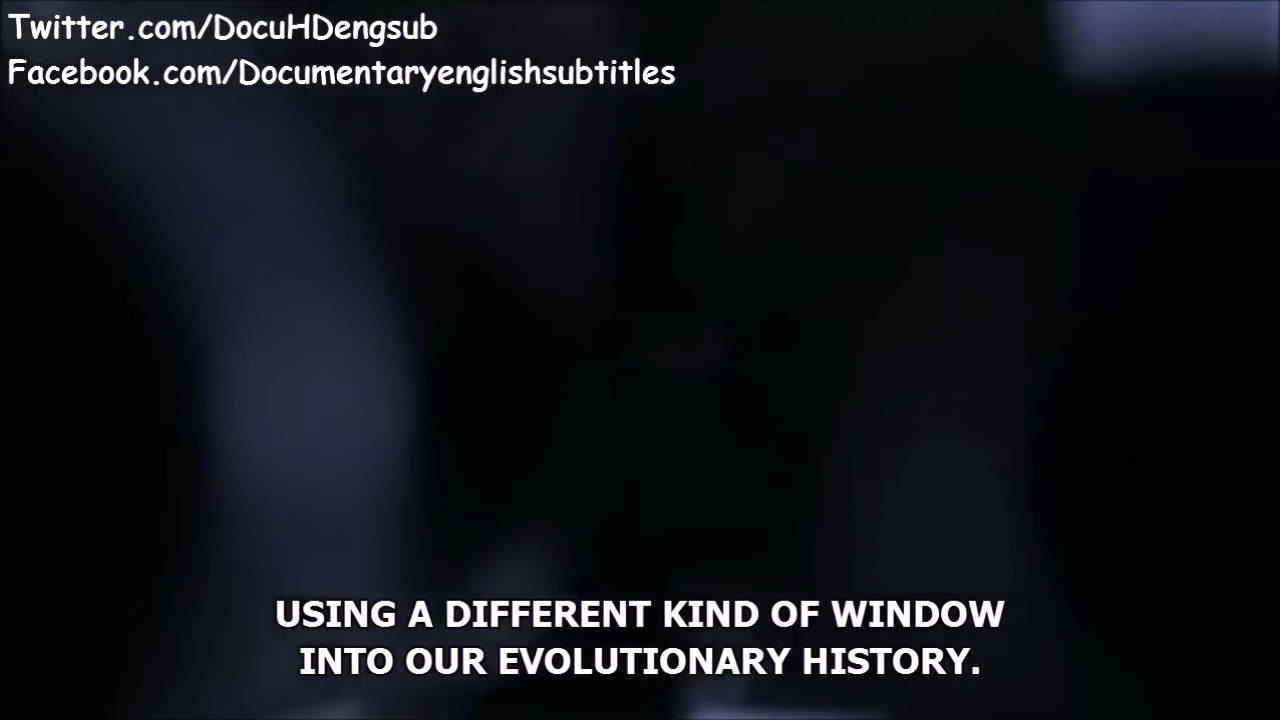 Twitter.com/DocuHDengsub
Facebook.com/Documentaryenglishsubtitles
USING A DIFFERENT KIND OF WINDOW
INTO OUR EVOLUTIONARY HISTORY.